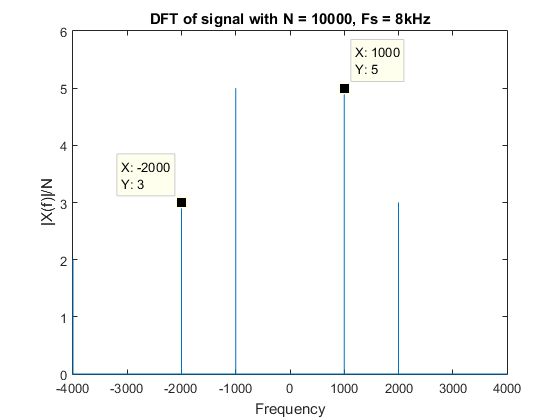 DFT of signal with N = 10000, Fs = 8kHz
6
5
4
3
2
1
0
|X(f)|/N
X: 1000
Y: 5
X: -2000
Y: 3
-4000 -3000 -2000 -1000 0 1000 2000 3000 4000
Frequency